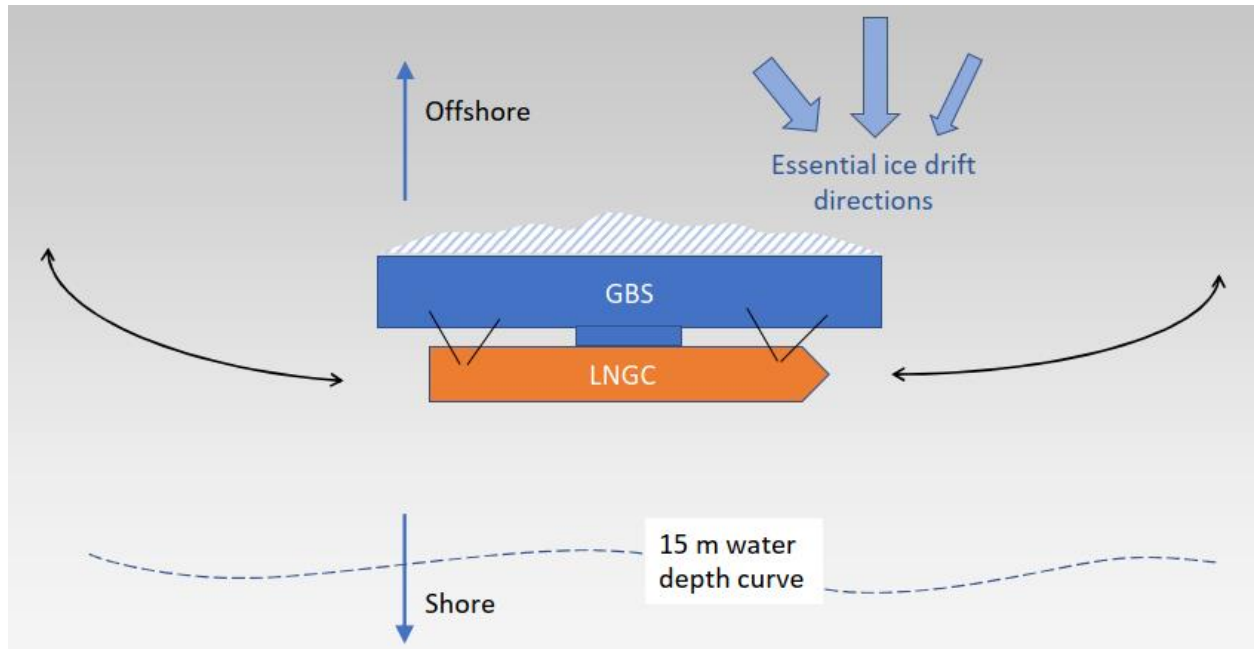 Offshore
Essential ice drift
directions
GBS
LNGC
15 m water
depth curve
Shore